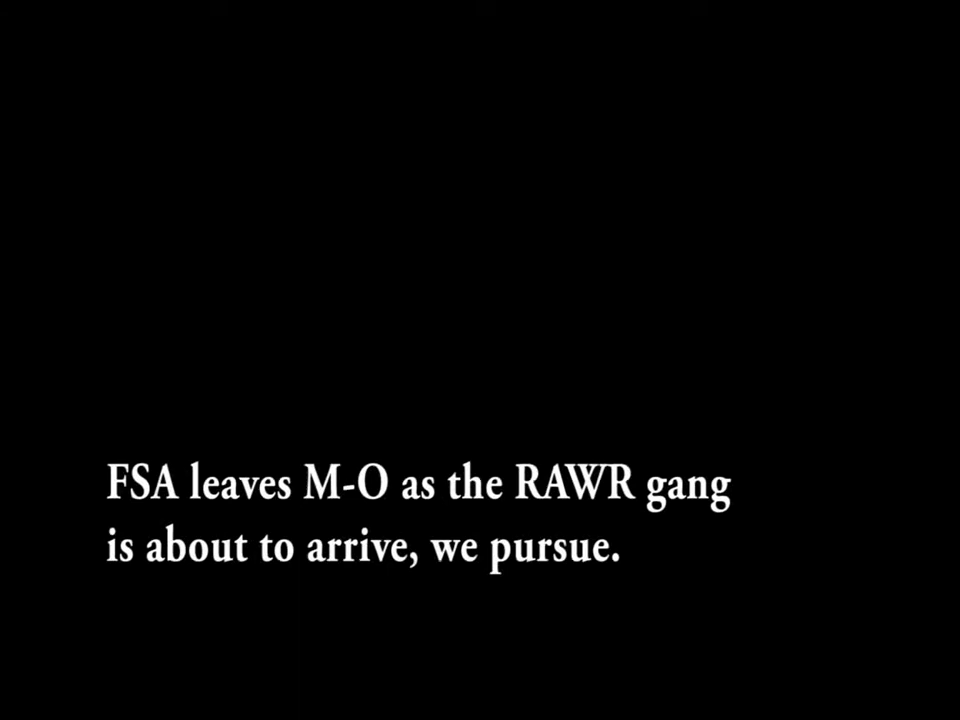 FSA leaves M-O as the RAWR gang
is about to arrive, we pursue.